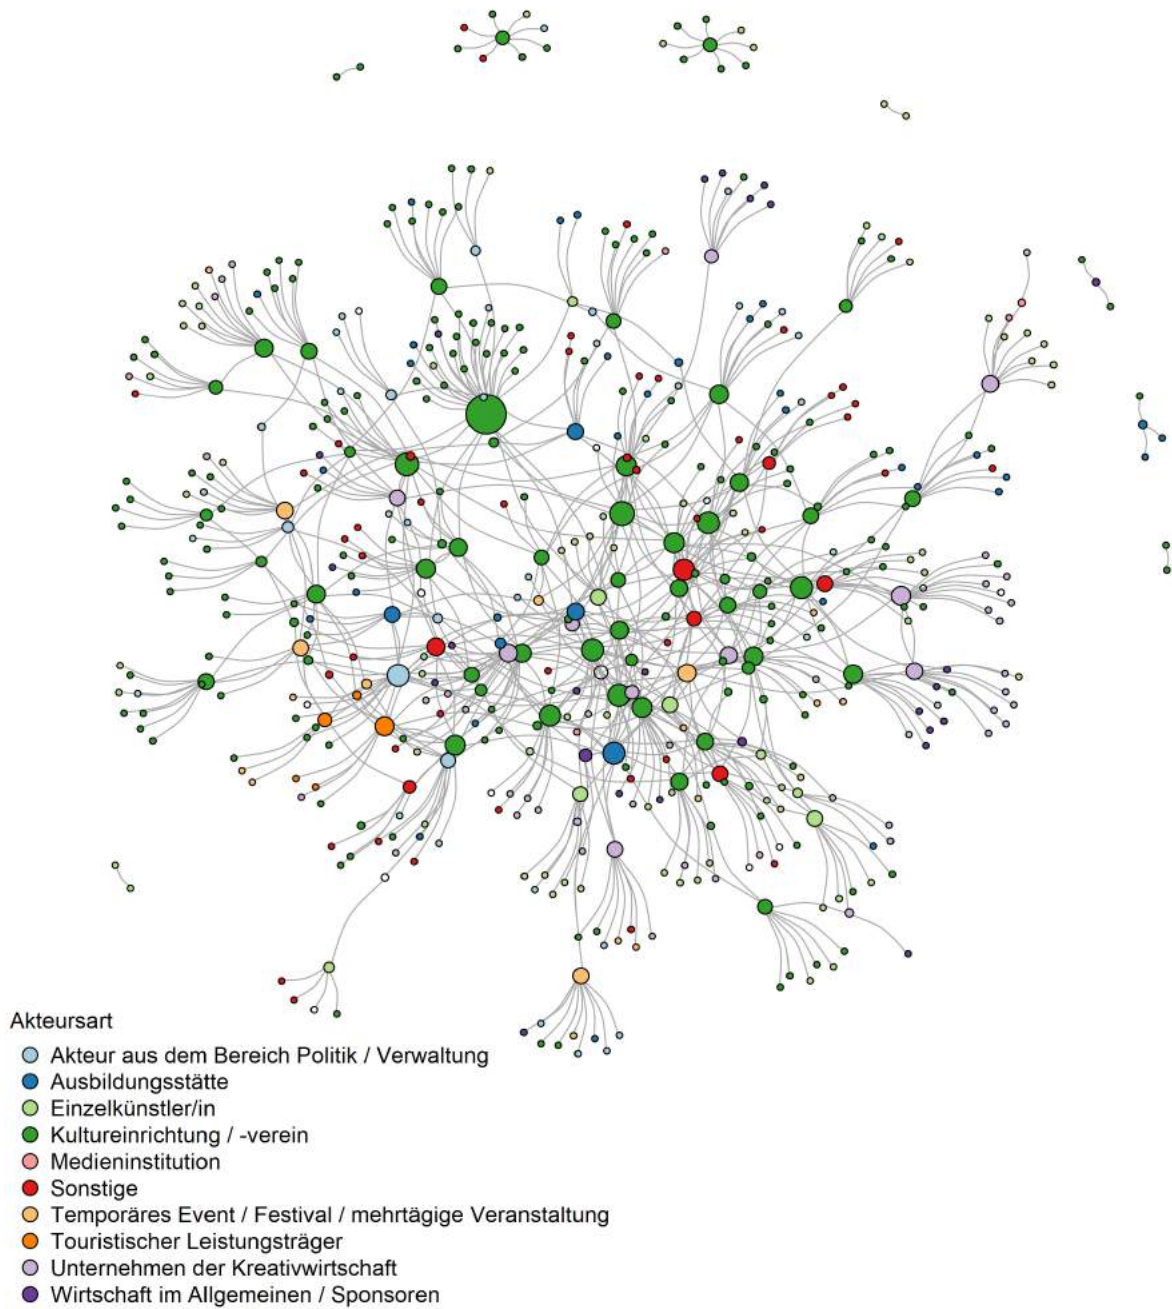 Akteursart
Akteur aus dem Bereich Politik / Verwaltung
Ausbildungsstätte
Einzelkünstler/in
Kultureinrichtung / -verein
Medieninstitution
Sonstige
Temporäres Event / Festival / mehrtägige Veranstaltung
Touristischer Leistungsträger
Unternehmen der Kreativwirtschaft
Wirtschaft im Allgemeinen / Sponsoren